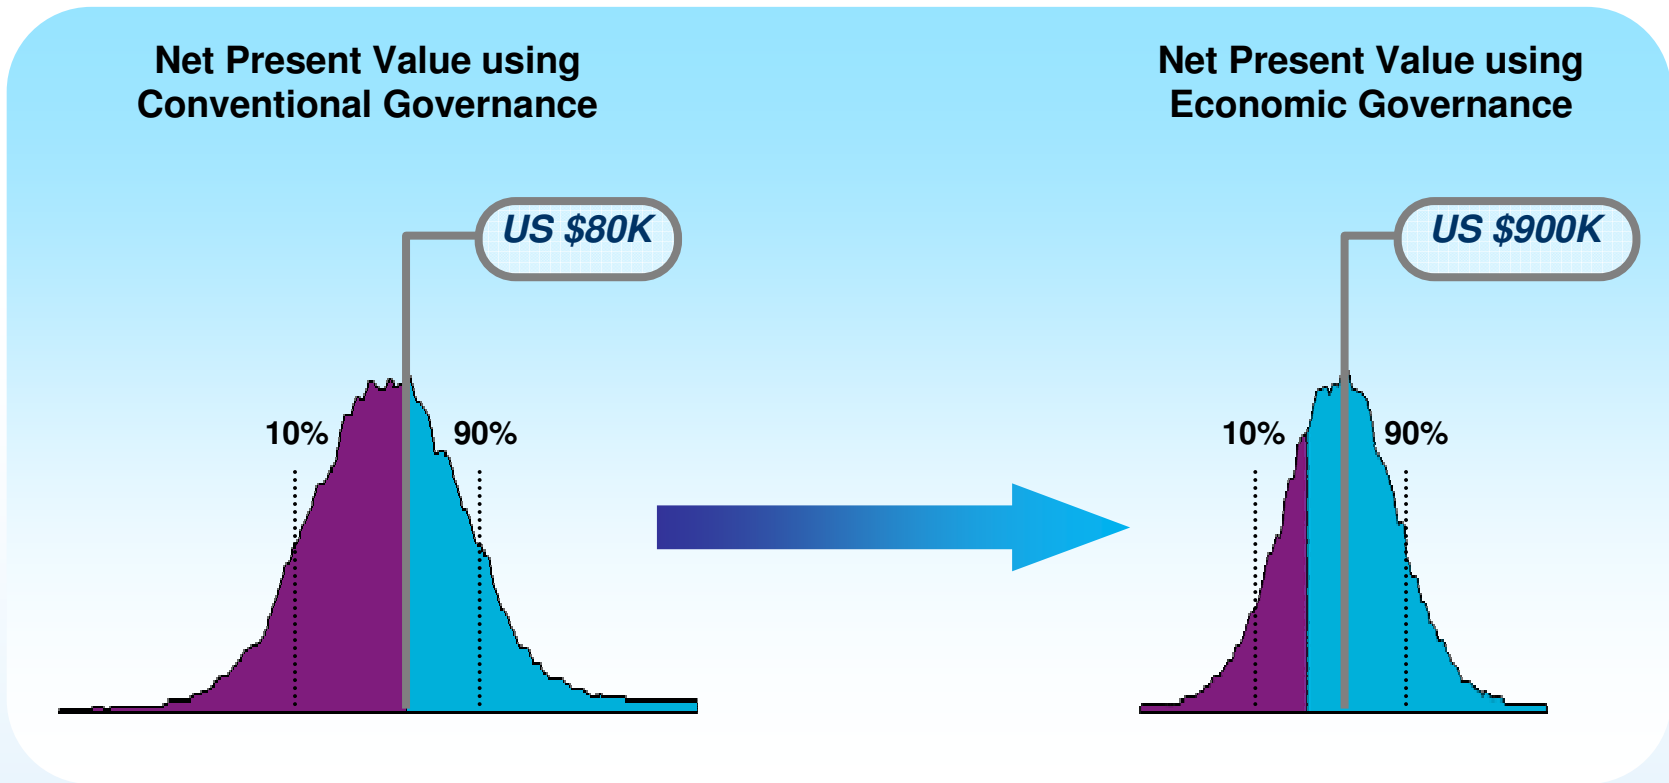 Net Present Value using
Conventional Governance
US $80K
10%
90%
Net Present Value using
Economic Governance
US $900K
10%
90%